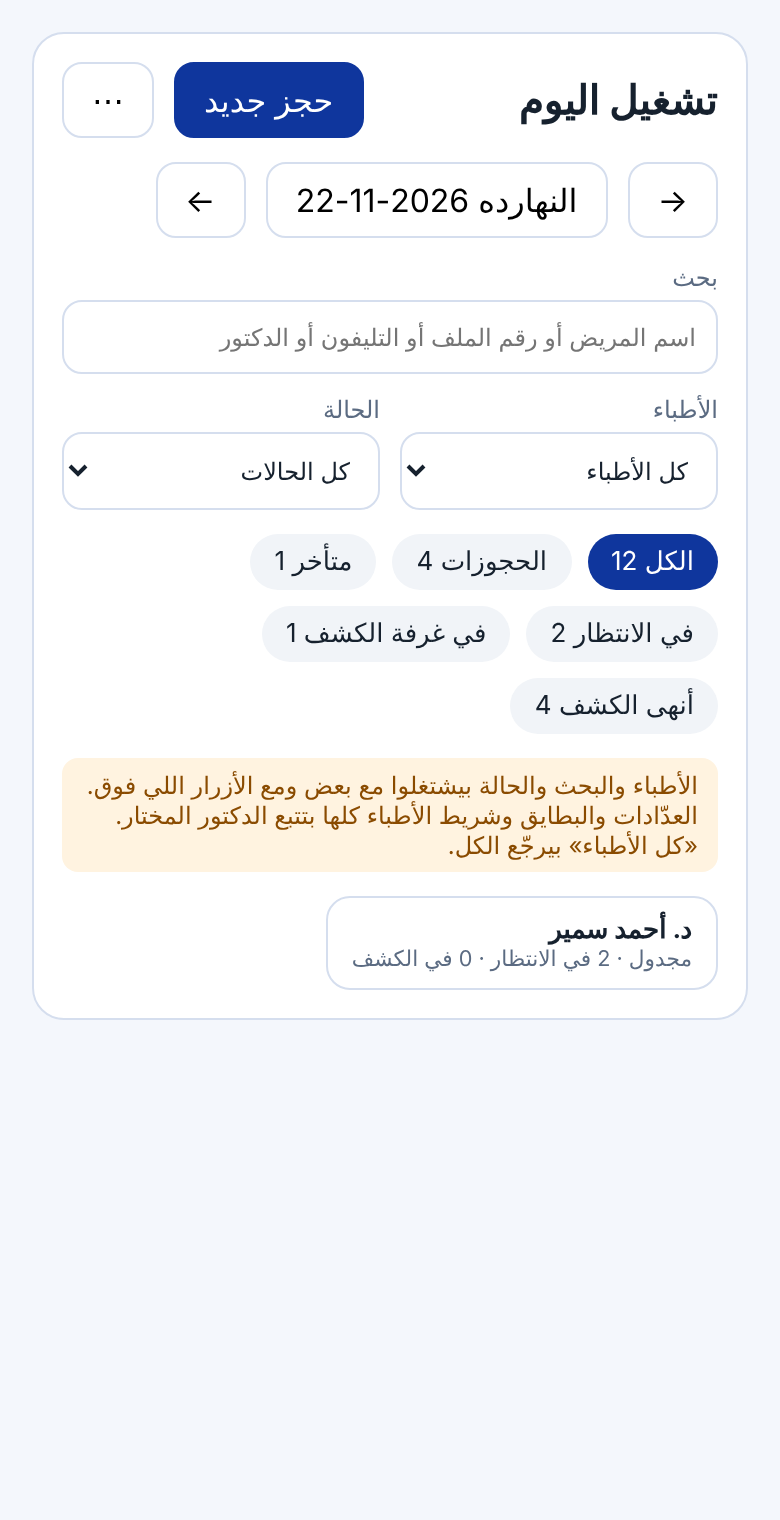 تشغيل اليوم
حجز جديد
⋯
→
النهارده 2026-11-22
←
بحث
اسم المريض أو رقم الملف أو التليفون أو الدكتور
الأطباء
الحالة
كل الأطباء
كل الحالات
الكل 12
الحجوزات 4
متأخر 1
في الانتظار 2
في غرفة الكشف 1
أنهى الكشف 4
الأطباء والبحث والحالة بيشتغلوا مع بعض ومع الأزرار اللي فوق.
العدّادات والبطايق وشريط الأطباء كلها بتتبع الدكتور المختار.
«كل الأطباء» بيرجّع الكل.
د. أحمد سمير
مجدول · 2 في الانتظار · 0 في الكشف